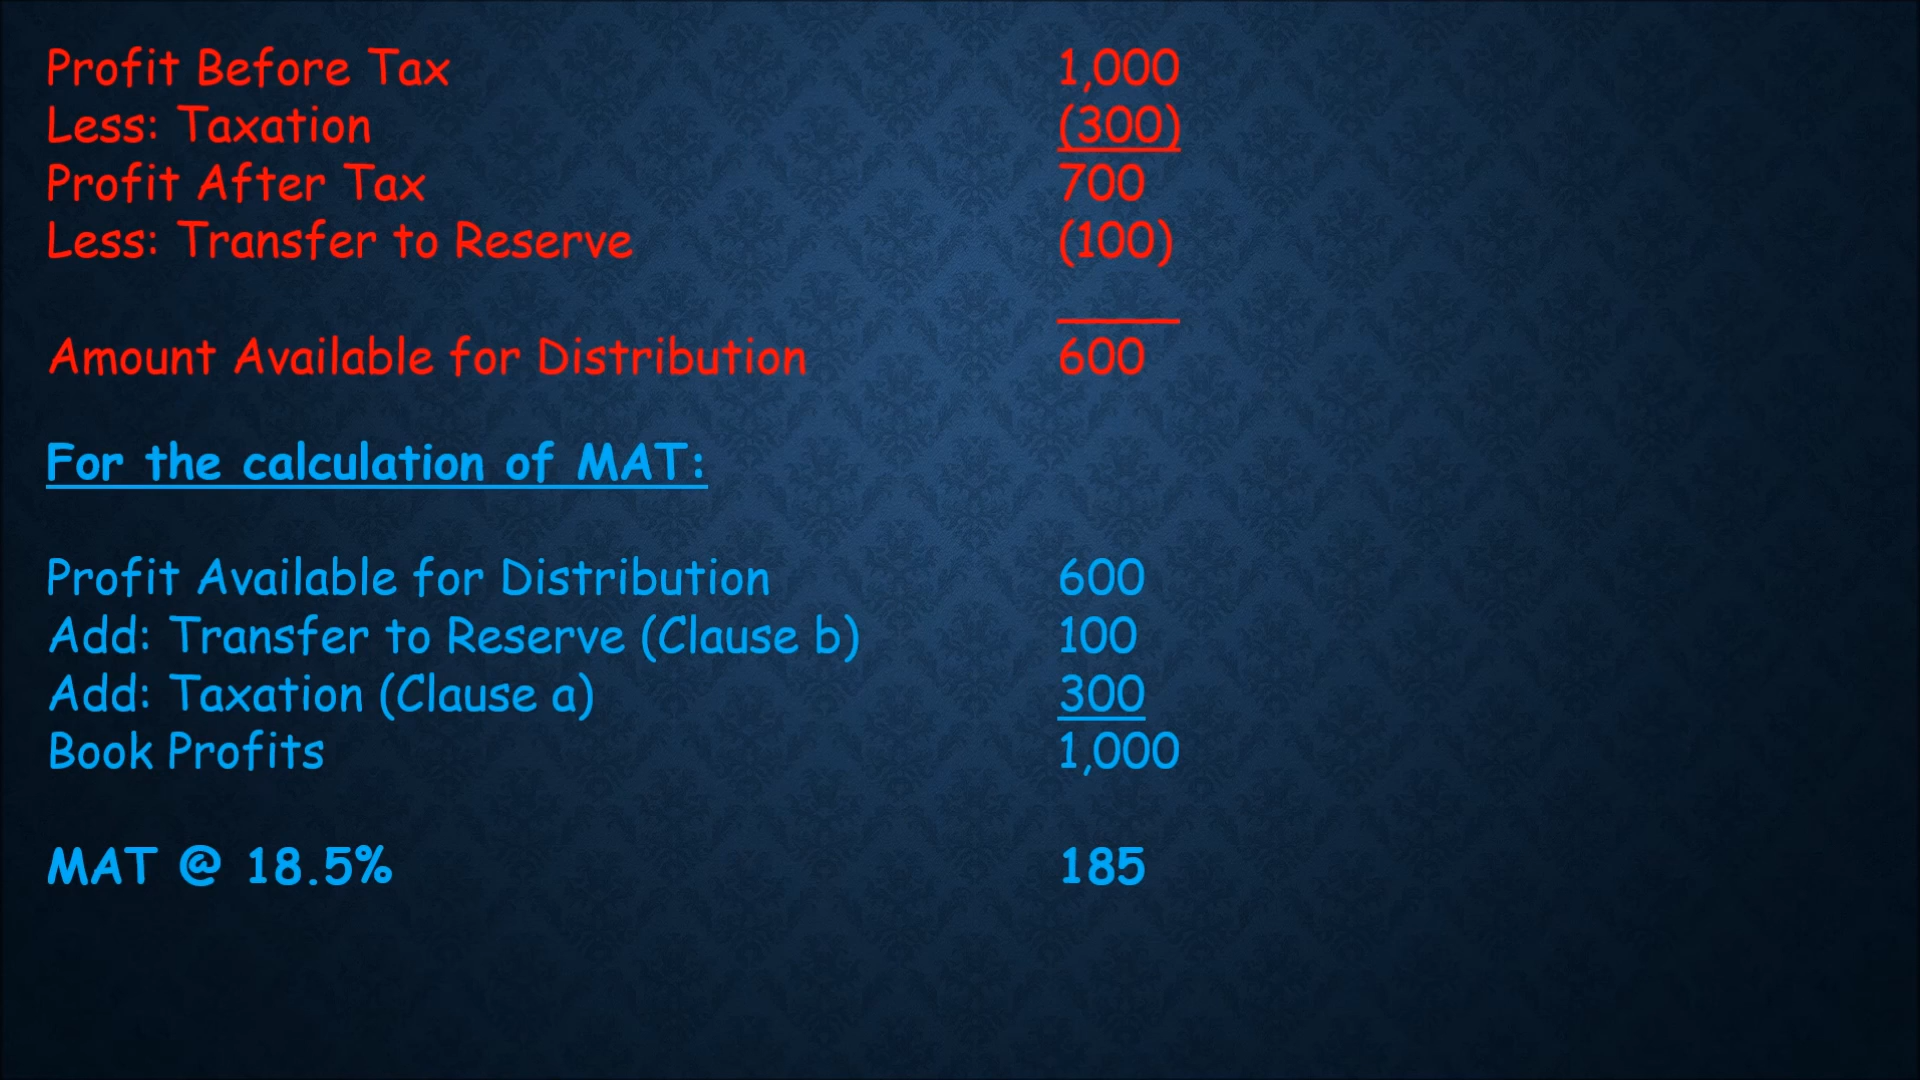 Profit Before Tax 1,000
Less: Taxation (300)
Profit After Tax 700
Less: Transfer to Reserve (100)
Amount Available for Distribution 600
For the calculation of MAT:
Profit Available for Distribution 600
Add: Transfer to Reserve (Clause b) 100
Add: Taxation (Clause a) 300
Book Profits 1,000
MAT @ 18.5% 185